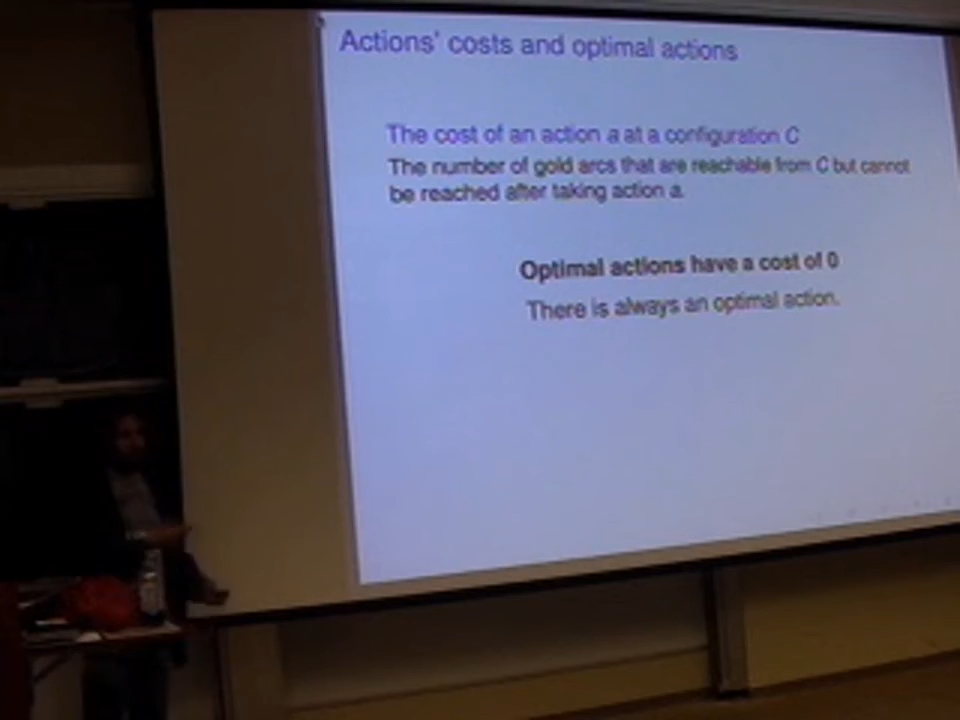 Actions' costs and optimal actions
The cost of an action a at a configuration C
The number of gold arcs that are reachable from C but cannot
be reached after taking action a.
Optimal actions have a cost of 0
There is always an optimal action.